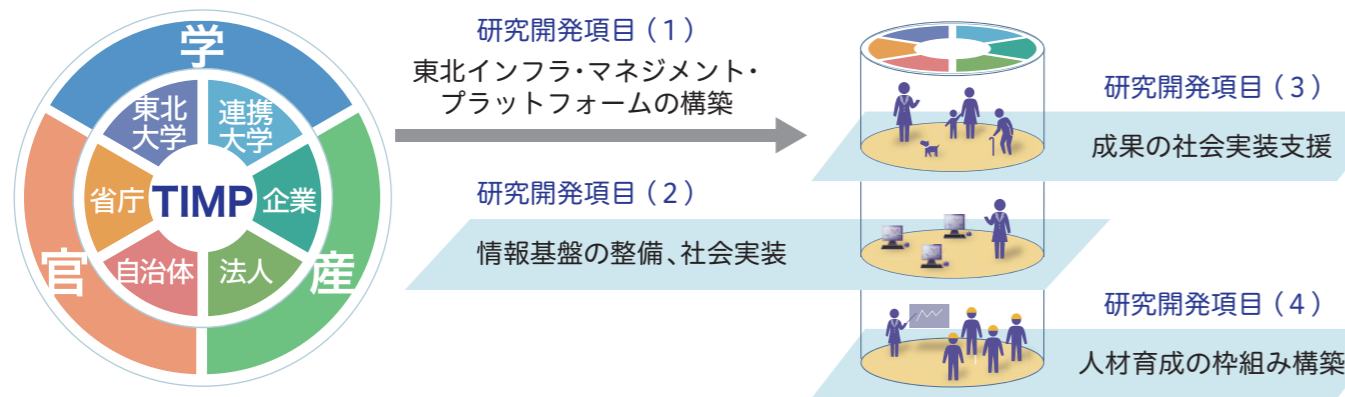 学
東北
大学
連携
大学
省庁
TIMP
企業
自治体
法人
官
産
研究開発項目（1）
東北インフラ・マネジメント・
プラットフォームの構築
研究開発項目（2）
情報基盤の整備、社会実装
研究開発項目（3）
成果の社会実装支援
研究開発項目（4）
人材育成の枠組み構築